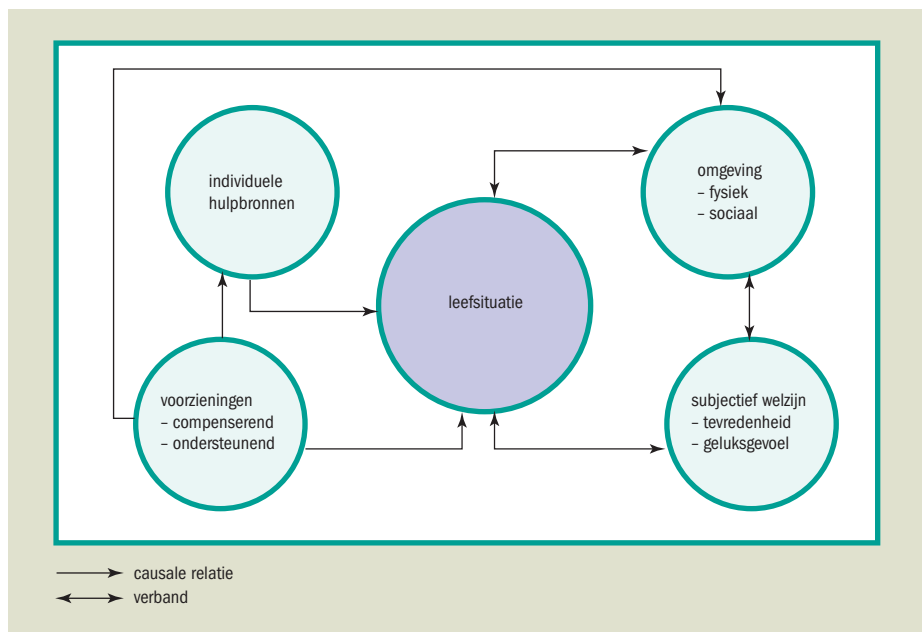 individuele
hulpbronnen
omgeving
– fysiek
– sociaal
leefsituatie
voorzieningen
– compenserend
– ondersteunend
subjectief welzijn
– tevredenheid
– geluksgevoel
causale relatie
verband